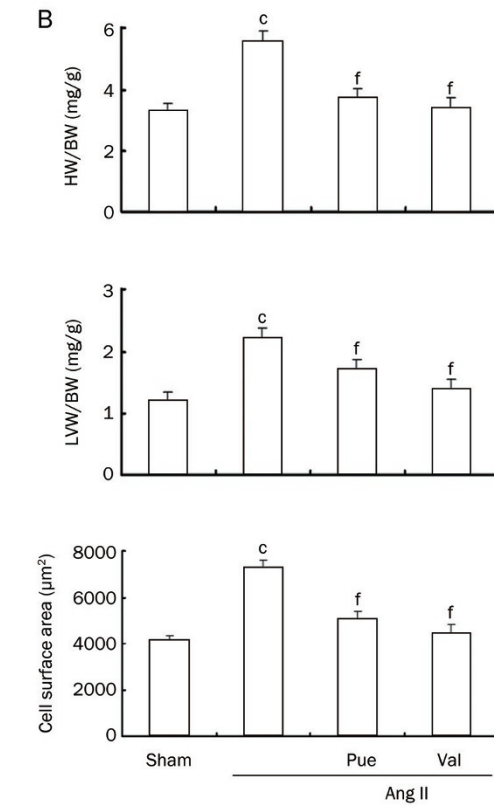 B
HW/BW (mg/g)
6
4
2
0
c
f
f
LVW/BW (mg/g)
3
2
1
0
c
f
f
Cell surface area (μm²)
8000
6000
4000
2000
0
c
f
f
Sham
Pue
Val
Ang II